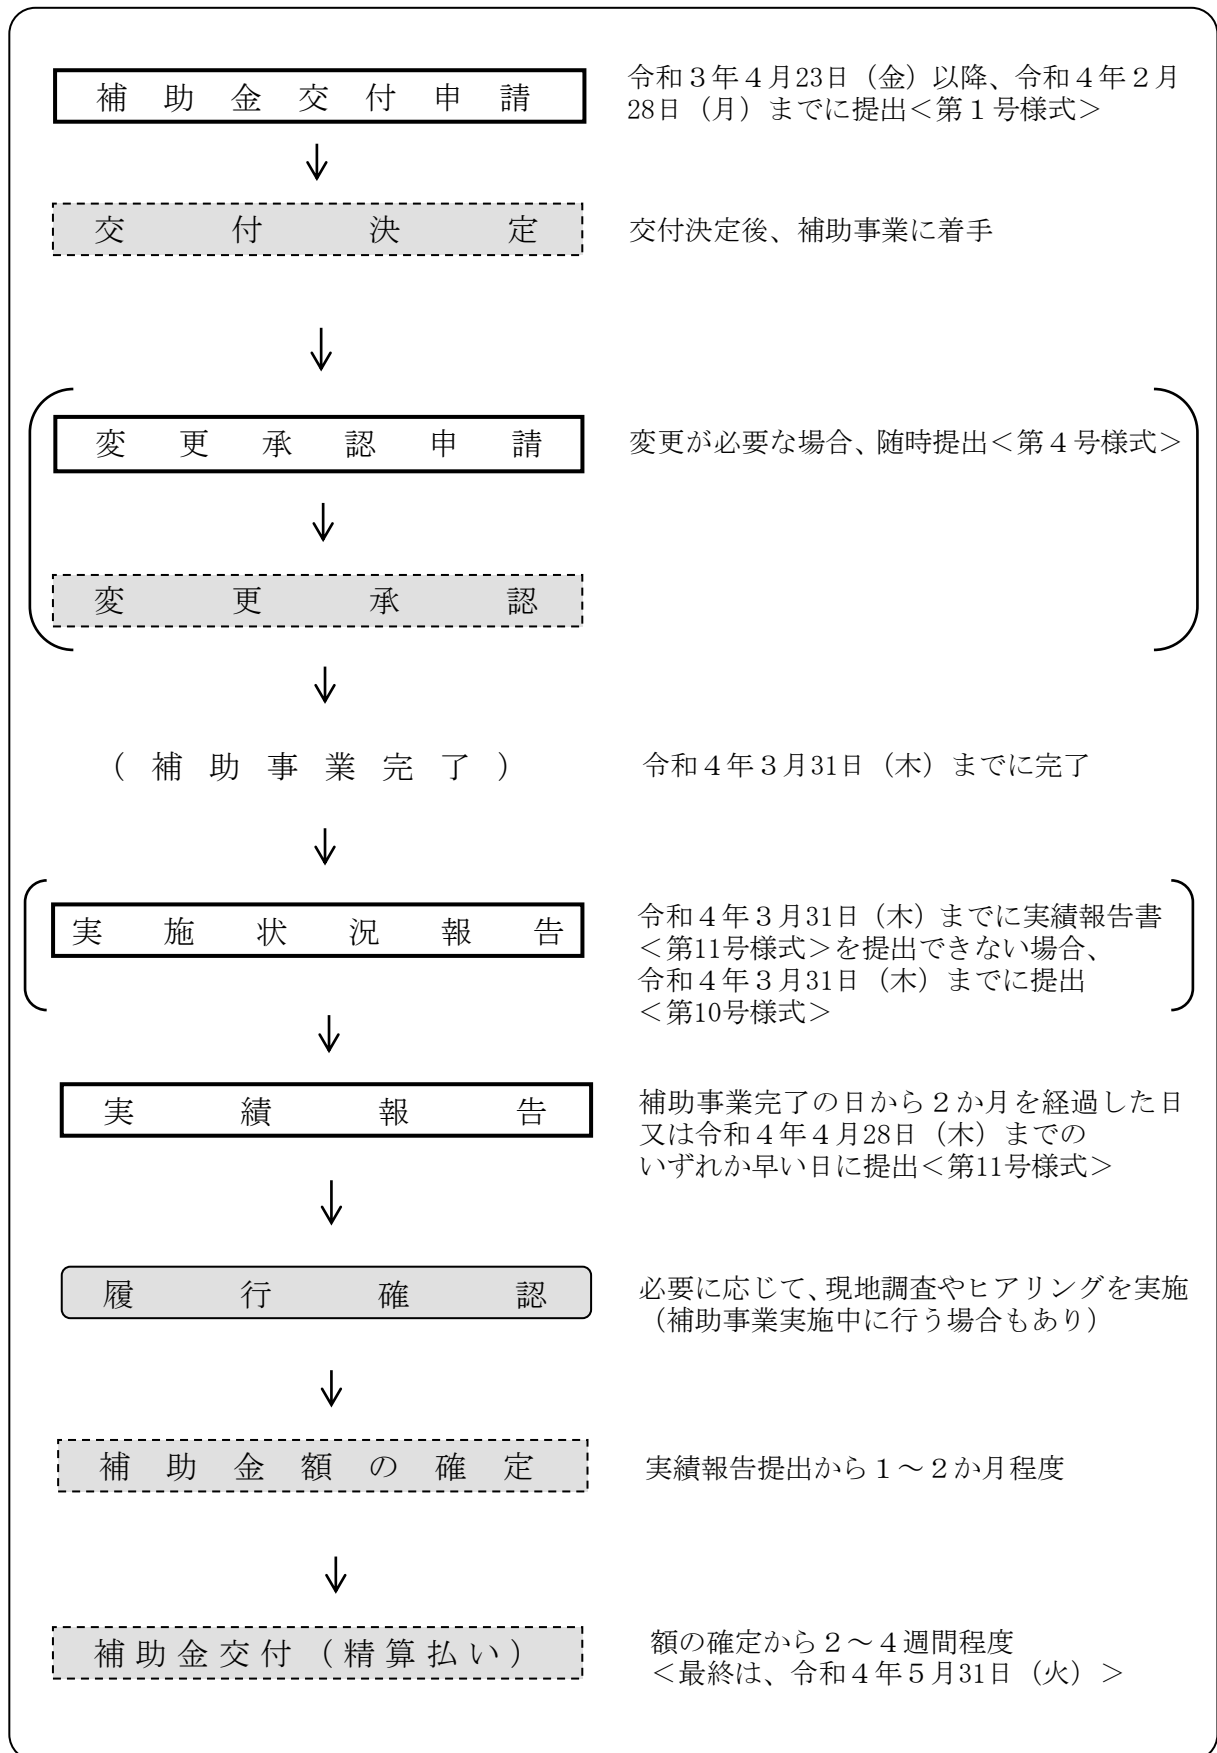 補助金交付申請
令和３年４月23日（金）以降、令和４年２月
28日（月）までに提出＜第１号様式＞
交付決定
交付決定後、補助事業に着手
変更承認申請
変更が必要な場合、随時提出＜第４号様式＞
変更承認
（補助事業完了）
令和４年３月31日（木）までに完了
実施状況報告
令和４年３月31日（木）までに実績報告書
＜第11号様式＞を提出できない場合、
令和４年３月31日（木）までに提出
＜第10号様式＞
実績報告
補助事業完了の日から２か月を経過した日
又は令和４年４月28日（木）までの
いずれか早い日に提出＜第11号様式＞
履行確認
必要に応じて、現地調査やヒアリングを実施
（補助事業実施中に行う場合もあり）
補助金額の確定
実績報告提出から１～２か月程度
補助金交付（精算払い）
額の確定から２～４週間程度
＜最終は、令和４年５月31日（火）＞